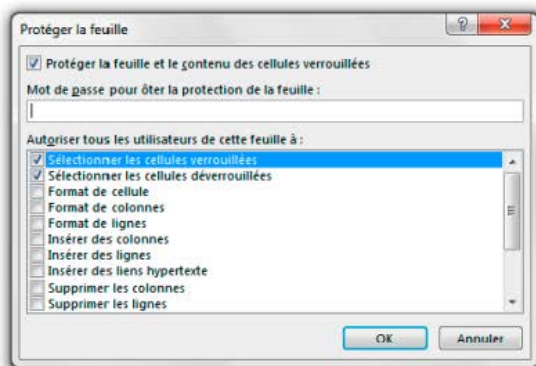 Protéger la feuille
Protéger la feuille et le contenu des cellules verrouillées
Mot de passe pour ôter la protection de la feuille :
Autoriser tous les utilisateurs de cette feuille à :
Sélectionner les cellules verrouillées
Sélectionner les cellules déverrouillées
Format de cellule
Format de colonnes
Format de lignes
Insérer des colonnes
Insérer des lignes
Insérer des liens hypertexte
Supprimer les colonnes
Supprimer les lignes
OK Annuler